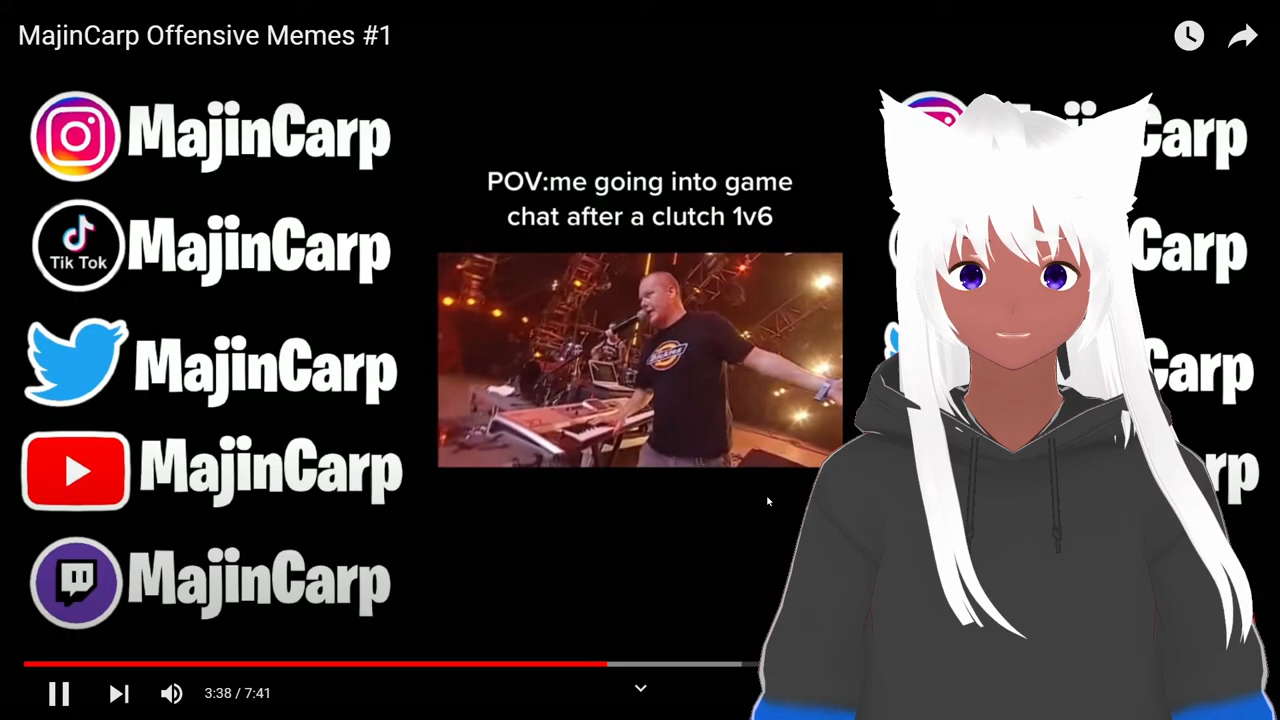 MajinCarp Offensive Memes #1
MajinCarp
MajinCarp
Tik Tok
MajinCarp
MajinCarp
MajinCarp
POV:me going into game
chat after a clutch 1v6
Dickies
3:38 / 7:41